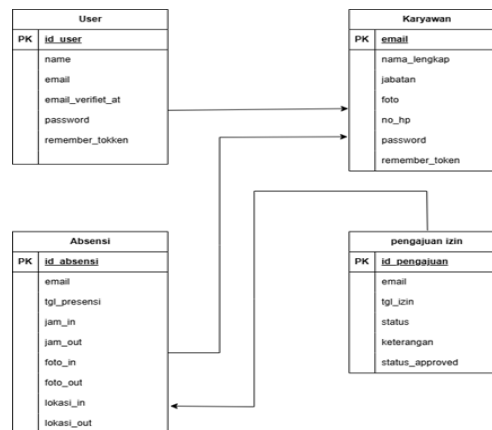 User
PK id_user
name
email
email_verifiet_at
password
remember_tokken
Karyawan
PK email
nama_lengkap
jabatan
foto
no_hp
password
remember_token
Absensi
PK id_absensi
email
tgl_presensi
jam_in
jam_out
foto_in
foto_out
lokasi_in
lokasi_out
pengajuan izin
PK id_pengajuan
email
tgl_izin
status
keterangan
status_approved